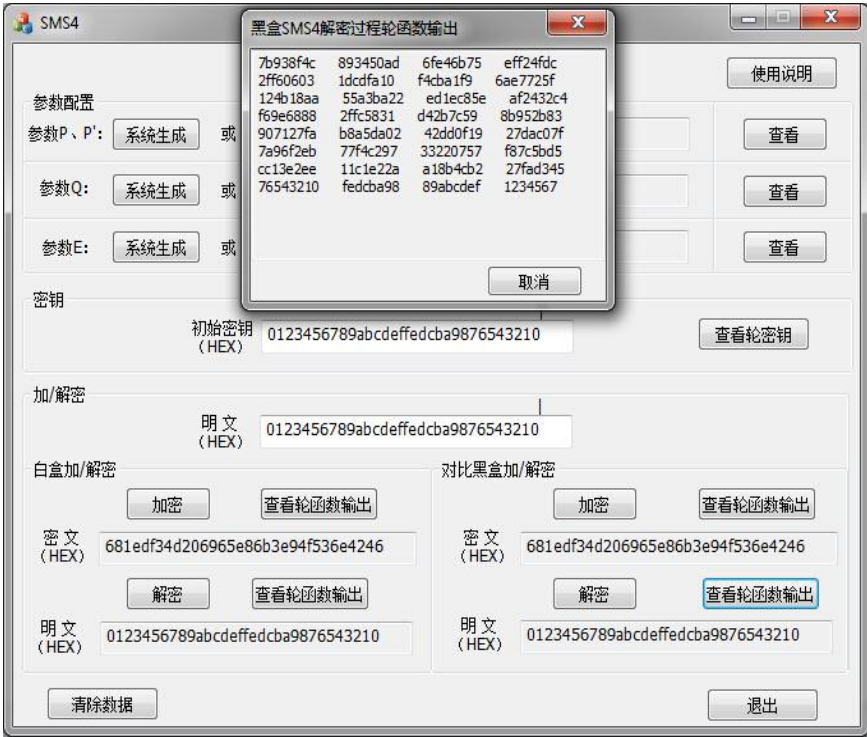 SMS4
黑盒SMS4解密过程轮函数输出
7b938f4c 893450ad 6fe46b75 eff24fdc
2ff60603 1dcdfa10 f4cba1f9 6ae7725f
124b18aa 55a3ba22 ed1ec85e af2432c4
f69e6888 2ffc5831 d42b7c59 8b952b83
907127fa b8a5da02 42dd0f19 27dac07f
7a96f2eb 77f4c297 33220757 f87c5bd5
cc13e2ee 11c1e22a a18b4cb2 27fad345
76543210 fedcba98 89abcdef 1234567
取消
使用说明
参数配置
参数P、P': 系统生成 或 查看
参数Q: 系统生成 或 查看
参数E: 系统生成 或 查看
密钥
初始密钥 0123456789abcdeffedcba9876543210 查看轮密钥
(HEX)
加/解密
明文 0123456789abcdeffedcba9876543210
(HEX)
白盒加/解密
加密 查看轮函数输出
密文 681edf34d206965e86b3e94f536e4246
(HEX)
解密 查看轮函数输出
明文 0123456789abcdeffedcba9876543210
(HEX)
对比黑盒加/解密
加密 查看轮函数输出
密文 681edf34d206965e86b3e94f536e4246
(HEX)
解密 查看轮函数输出
明文 0123456789abcdeffedcba9876543210
(HEX)
清除数据 退出